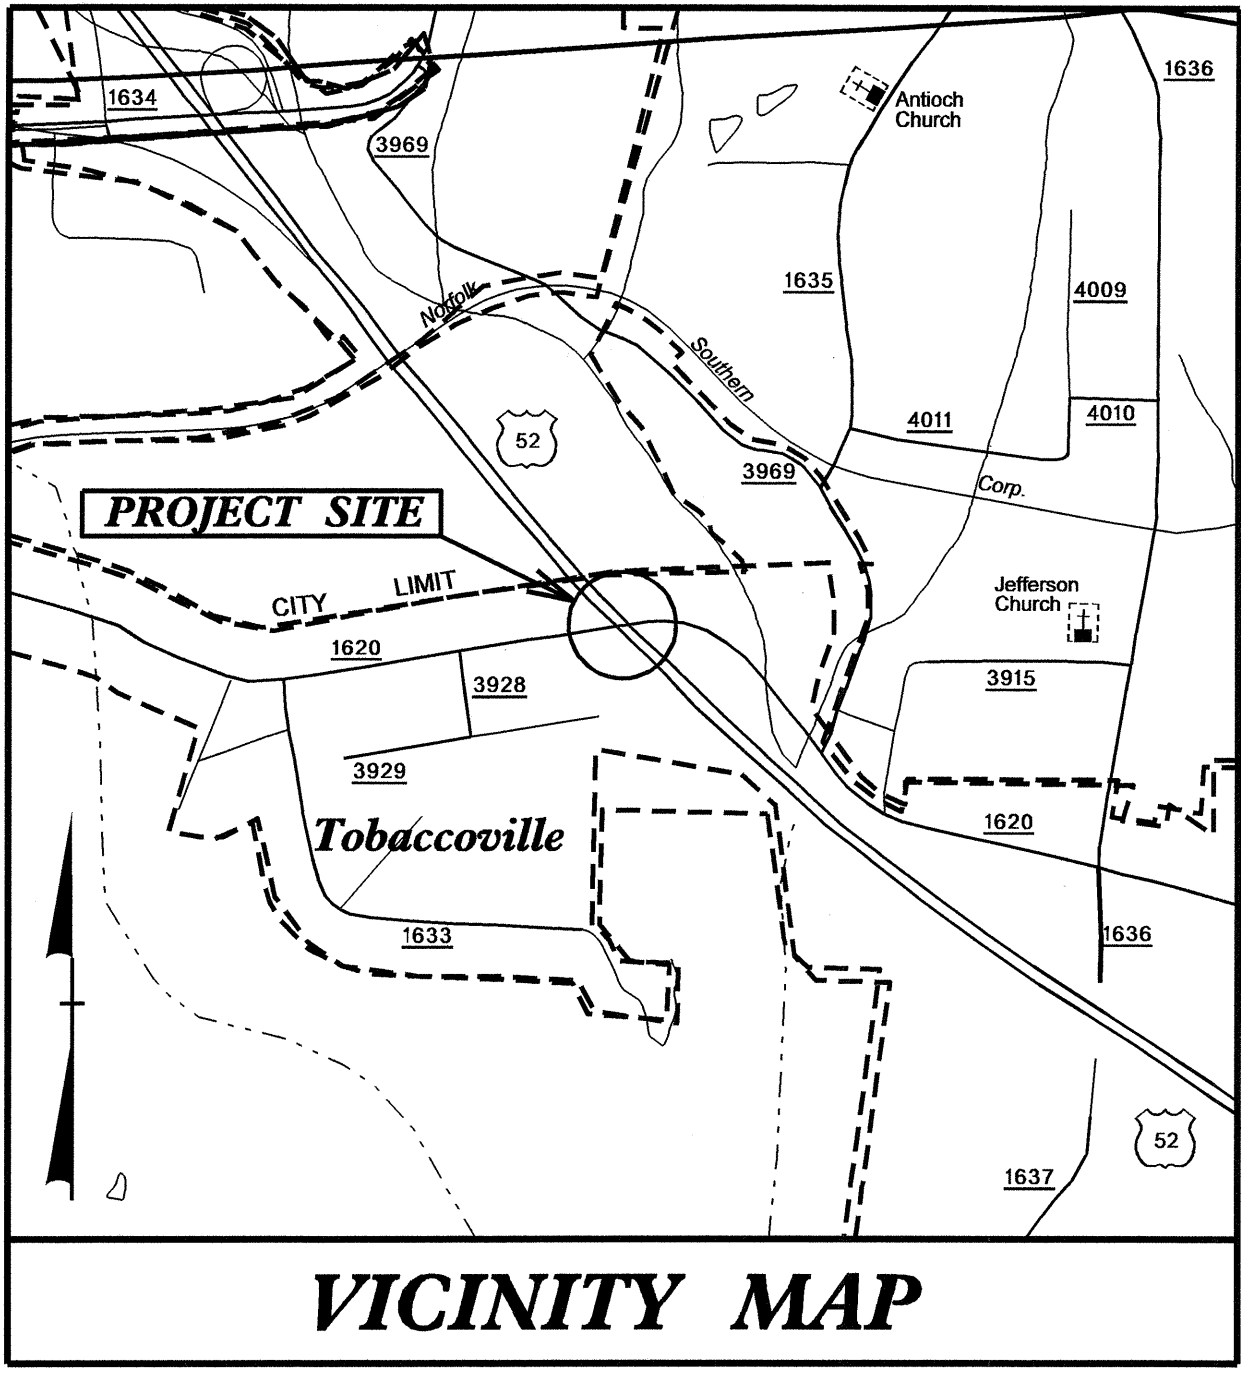 1636
1634
Antioch
Church
3969
1635
4009
Norfolk
Southern
4011
4010
52
3969
Corp.
PROJECT SITE
CITY LIMIT
Jefferson
Church
1620
3928
3915
3929
1620
Tobaccoville
1633
1636
52
1637
VICINITY MAP